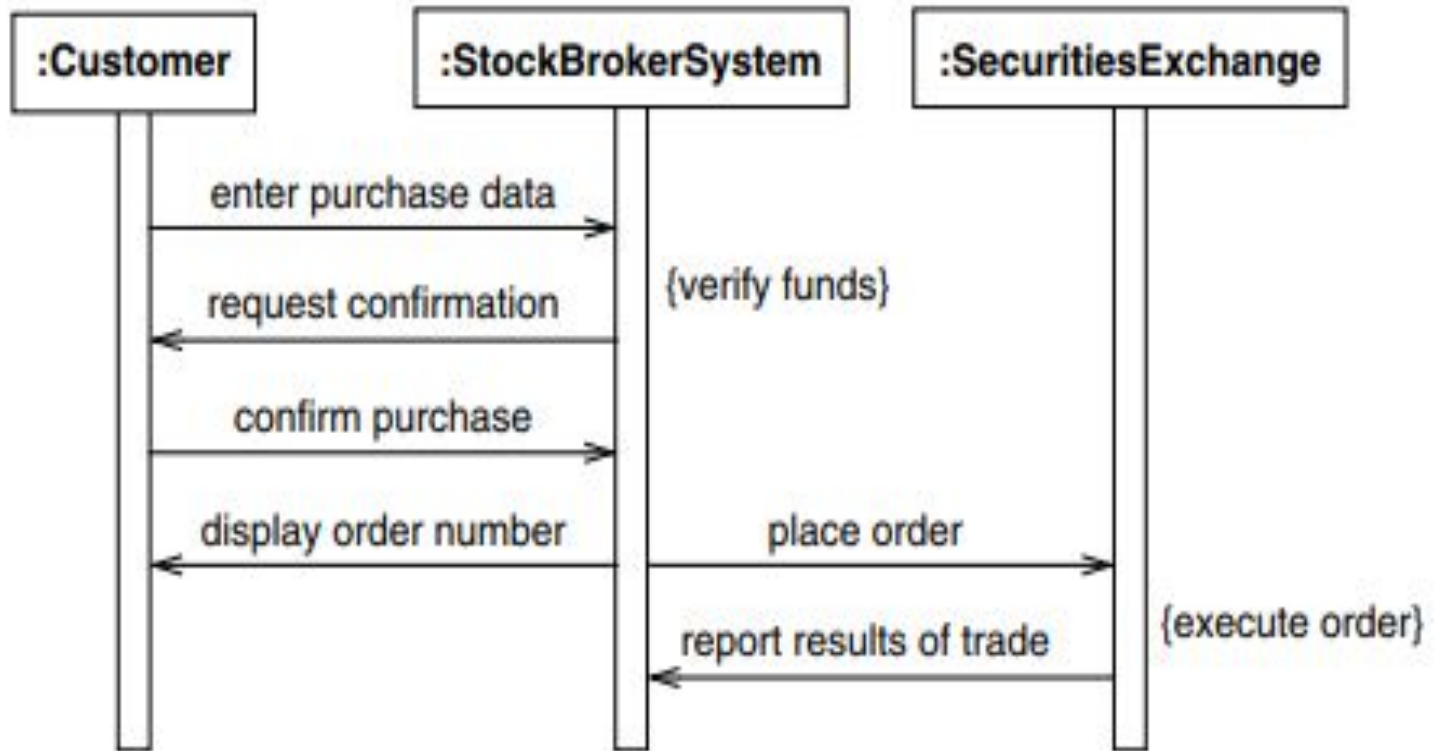 :Customer
:StockBrokerSystem
:SecuritiesExchange
enter purchase data
{verify funds}
request confirmation
confirm purchase
display order number
place order
{execute order}
report results of trade